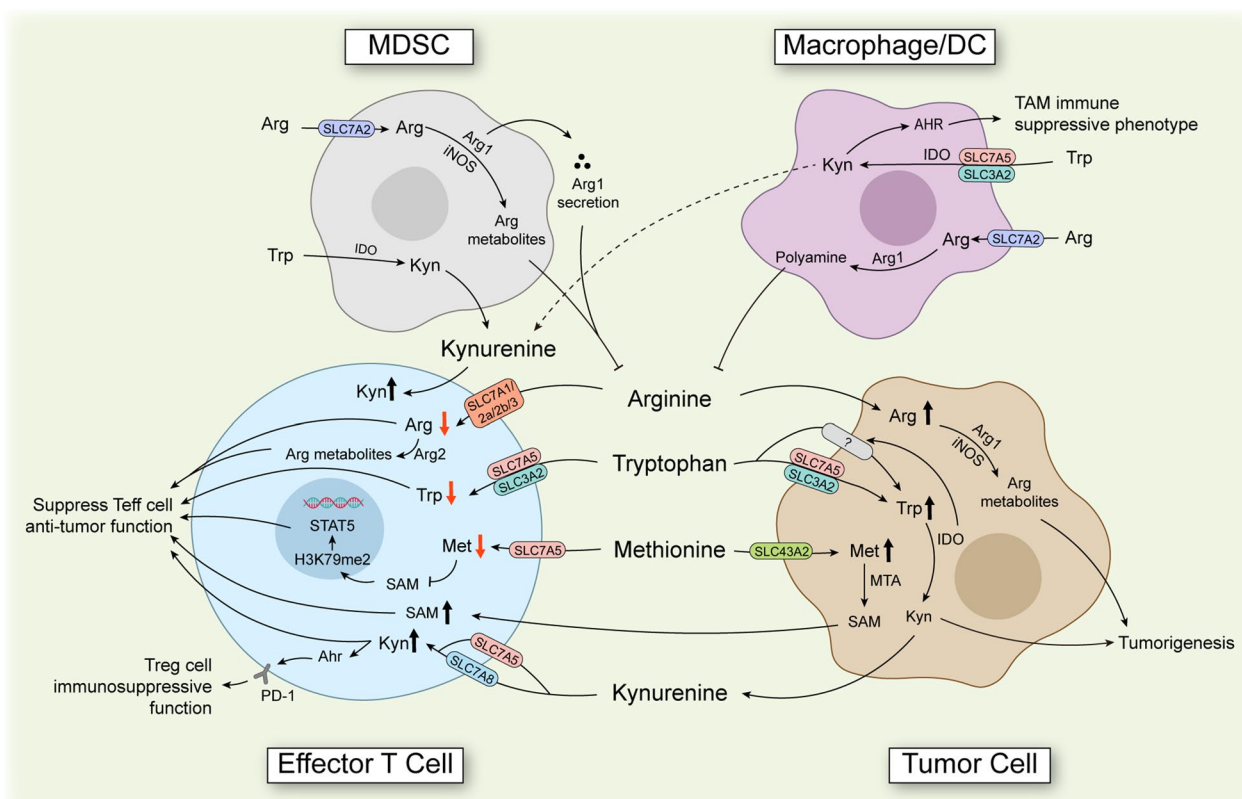 MDSC
Macrophage/DC
Arg
SLC7A2
Arg
Arg1
iNOS
Arg
metabolites
Arg1
secretion
Trp
IDO
Kyn
Kynurenine
TAM immune
suppressive phenotype
AHR
Kyn
IDO
SLC7A5
SLC3A2
Trp
Arg
SLC7A2
Arg
Arg1
Polyamine
Kyn
Arg
SLC7A1/
2a/2b/3
Arg2
Arg metabolites
Suppress Teff cell
anti-tumor function
Trp
SLC7A5
SLC3A2
STAT5
H3K79me2
Met
SLC7A5
SAM
SAM
Kyn
SLC7A5
SLC7A8
Ahr
PD-1
Treg cell
immunosuppressive
function
Arginine
Tryptophan
Methionine
Kynurenine
Arg
Arg1
iNOS
Arg
metabolites
?
SLC7A5
SLC3A2
Trp
IDO
SLC43A2
Met
MTA
SAM
Kyn
Tumorigenesis
Effector T Cell
Tumor Cell